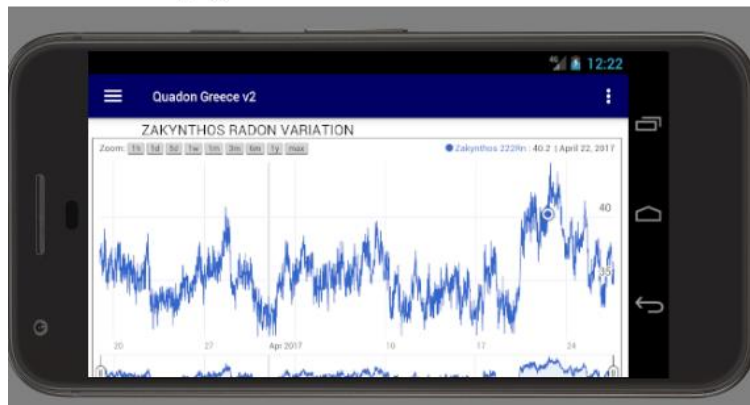 4G 12:22
Quadon Greece v2
ZAKYNTHOS RADON VARIATION
Zoom: 1h 1d 5d 1w 1m 3m 6m 1y max Zakynthos 222Rn : 40.2 | April 22, 2017
40
35
20 27 Apr 2017 10 17 24